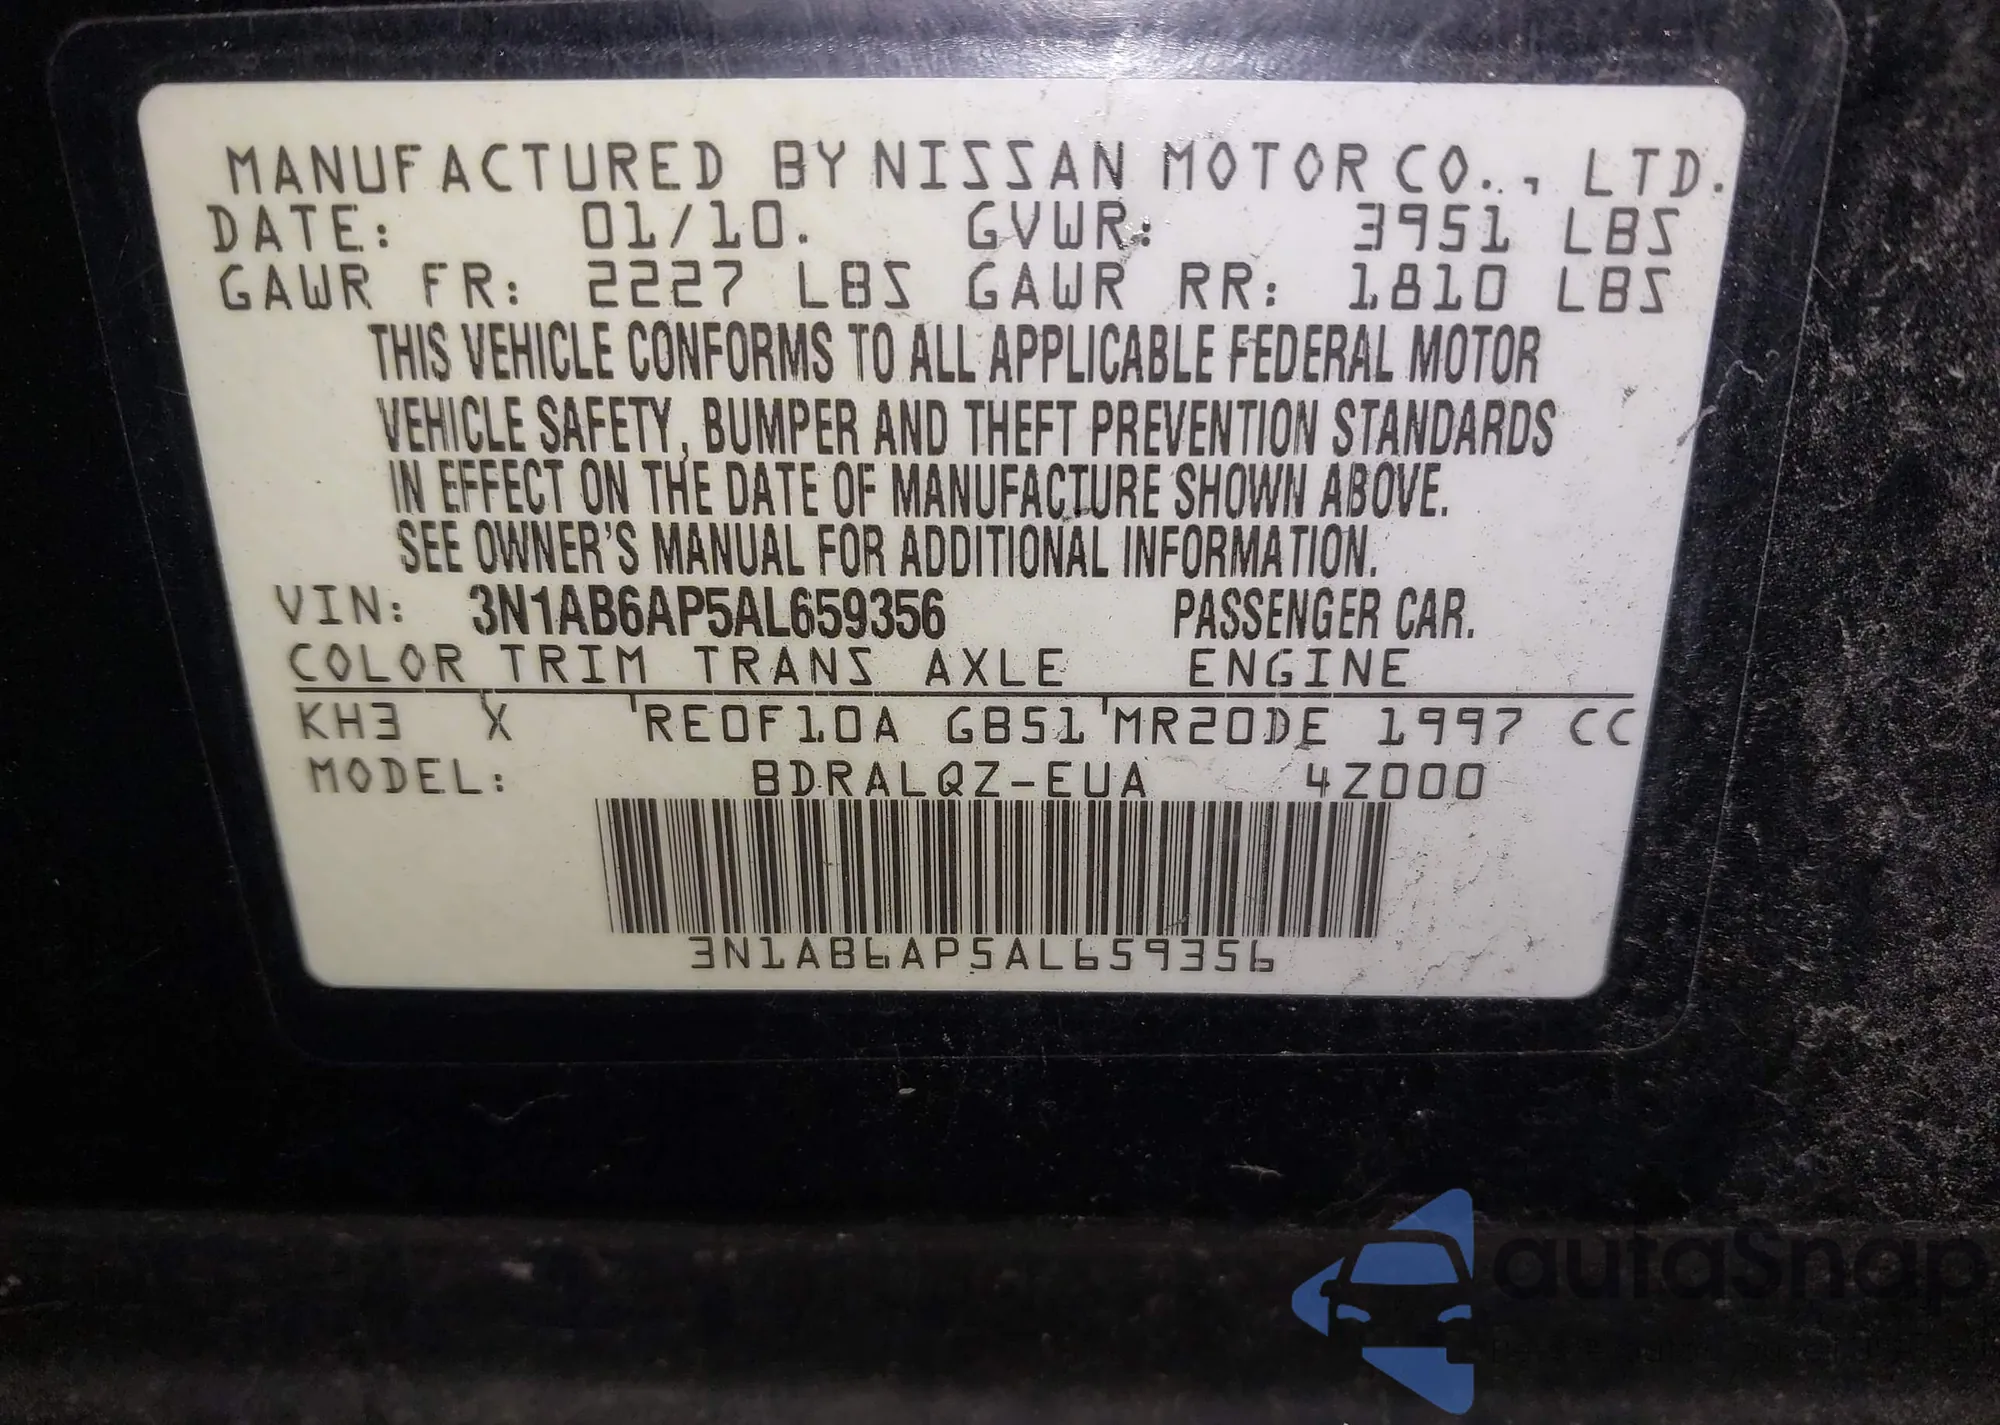 MANUFACTURED BY NISSAN MOTOR CO., LTD.
DATE: 01/10. GVWR: 3951 LBS
GAWR FR: 2227 LBS GAWR RR: 1810 LBS
THIS VEHICLE CONFORMS TO ALL APPLICABLE FEDERAL MOTOR
VEHICLE SAFETY, BUMPER AND THEFT PREVENTION STANDARDS
IN EFFECT ON THE DATE OF MANUFACTURE SHOWN ABOVE.
SEE OWNER'S MANUAL FOR ADDITIONAL INFORMATION.
VIN: 3N1AB6AP5AL659356 PASSENGER CAR.
COLOR TRIM TRANS AXLE ENGINE
KH3 X 'RE0F10A GB51 'MR20DE 1997 CC
MODEL: BDRALQZ-EUA 4Z000
3N1AB6AP5AL659356
autaSnap